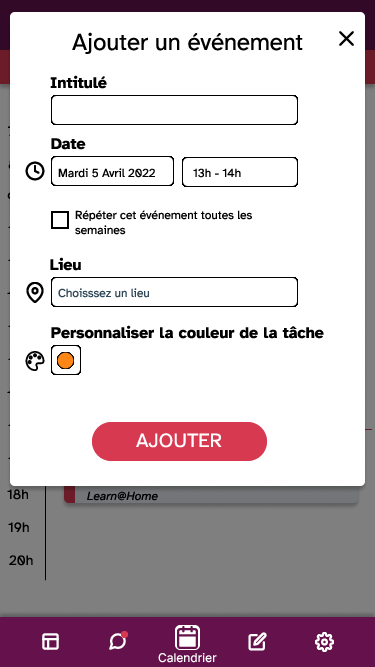 Ajouter un événement
Intitulé
Date
Mardi 5 Avril 2022
13h - 14h
Répéter cet événement toutes les
semaines
Lieu
Choisssez un lieu
Personnaliser la couleur de la tâche
AJOUTER
18h
Learn@Home
19h
20h
Calendrier